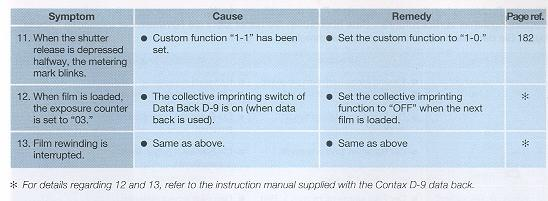 Symptom Cause Remedy Page ref.
11. When the shutter
release is depressed
halfway, the metering
mark blinks.
● Custom function “1-1” has been
set.
● Set the custom function to “1-0.”
182
12. When film is loaded,
the exposure counter
is set to “03.”
● The collective imprinting switch of
Data Back D-9 is on (when data
back is used).
● Set the collective imprinting
function to “OFF” when the next
film is loaded.
*
13. Film rewinding is
interrupted.
● Same as above.
● Same as above
*
* For details regarding 12 and 13, refer to the instruction manual supplied with the Contax D-9 data back.